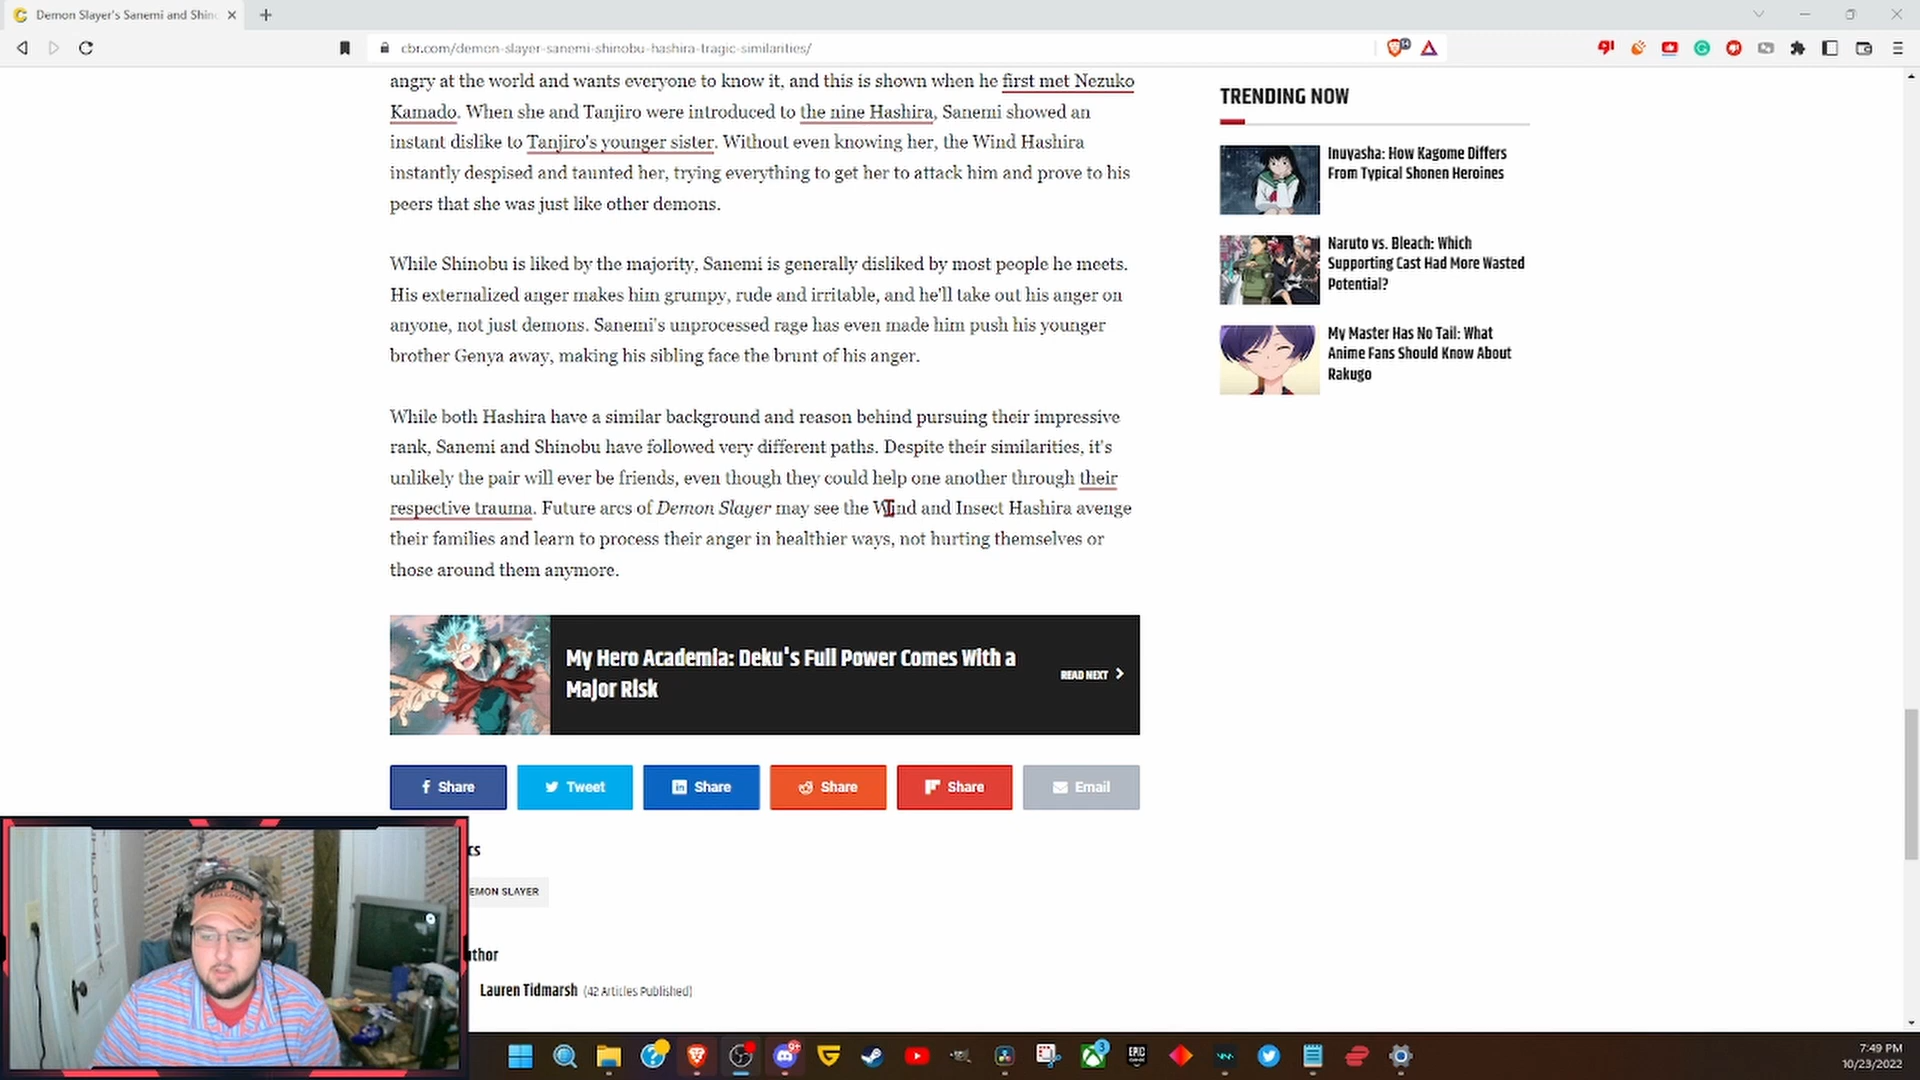 Demon Slayer's Sanemi and Shin
cbr.com/demon-slayer-sanemi-shinobu-hashira-tragic-similarities/
angry at the world and wants everyone to know it, and this is shown when he first met Nezuko
Kamado. When she and Tanjiro were introduced to the nine Hashira, Sanemi showed an
instant dislike to Tanjiro's younger sister. Without even knowing her, the Wind Hashira
instantly despised and taunted her, trying everything to get her to attack him and prove to his
peers that she was just like other demons.
While Shinobu is liked by the majority, Sanemi is generally disliked by most people he meets.
His externalized anger makes him grumpy, rude and irritable, and he'll take out his anger on
anyone, not just demons. Sanemi's unprocessed rage has even made him push his younger
brother Genya away, making his sibling face the brunt of his anger.
While both Hashira have a similar background and reason behind pursuing their impressive
rank, Sanemi and Shinobu have followed very different paths. Despite their similarities, it's
unlikely the pair will ever be friends, even though they could help one another through their
respective trauma. Future arcs of Demon Slayer may see the Wind and Insect Hashira avenge
their families and learn to process their anger in healthier ways, not hurting themselves or
those around them anymore.
TRENDING NOW
Inuyasha: How Kagome Differs
From Typical Shonen Heroines
Naruto vs. Bleach: Which
Supporting Cast Had More Wasted
Potential?
My Master Has No Tail: What
Anime Fans Should Know About
Rakugo
My Hero Academia: Deku's Full Power Comes With a
Major Risk
READ NEXT
Share
Tweet
Share
Share
Share
Email
cs
EMON SLAYER
uthor
Lauren Tidmarsh (42 Articles Published)
9+
3
EPIC
7:49 PM
10/23/2022